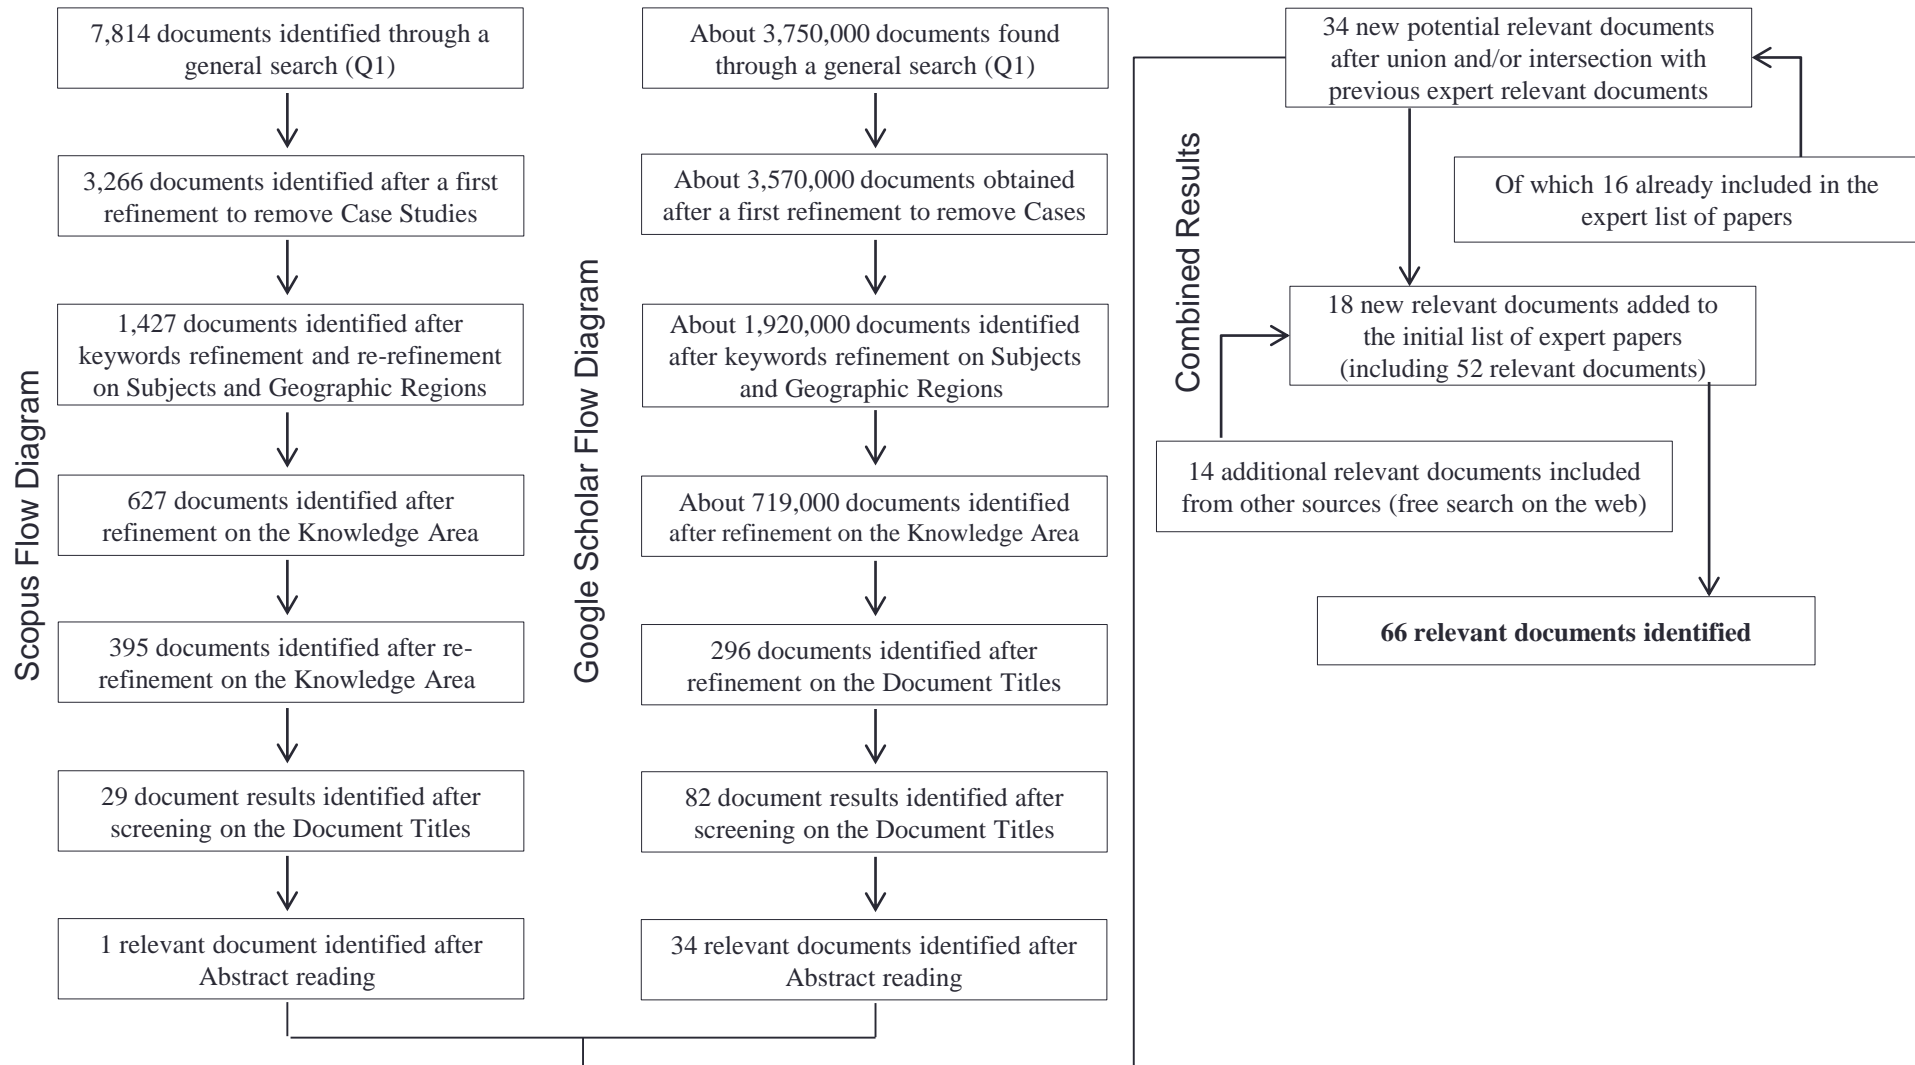 Scopus Flow Diagram
7,814 documents identified through a
general search (Q1)
3,266 documents identified after a first
refinement to remove Case Studies
1,427 documents identified after
keywords refinement and re-refinement
on Subjects and Geographic Regions
627 documents identified after
refinement on the Knowledge Area
395 documents identified after re-
refinement on the Knowledge Area
29 document results identified after
screening on the Document Titles
1 relevant document identified after
Abstract reading
Google Scholar Flow Diagram
About 3,750,000 documents found
through a general search (Q1)
About 3,570,000 documents obtained
after a first refinement to remove Cases
About 1,920,000 documents identified
after keywords refinement on Subjects
and Geographic Regions
About 719,000 documents identified
after refinement on the Knowledge Area
296 documents identified after
refinement on the Document Titles
82 document results identified after
screening on the Document Titles
34 relevant documents identified after
Abstract reading
Combined Results
34 new potential relevant documents
after union and/or intersection with
previous expert relevant documents
Of which 16 already included in the
expert list of papers
18 new relevant documents added to
the initial list of expert papers
(including 52 relevant documents)
14 additional relevant documents included
from other sources (free search on the web)
66 relevant documents identified